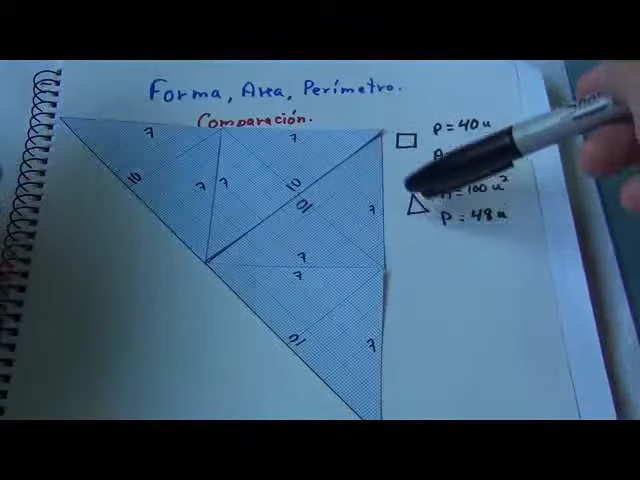 Forma, Area, Perímetro.
Comparación.
7
7
10
7
7
10
10
7
7
7
10
7
P = 40 u
= 100 u²
P = 48 u